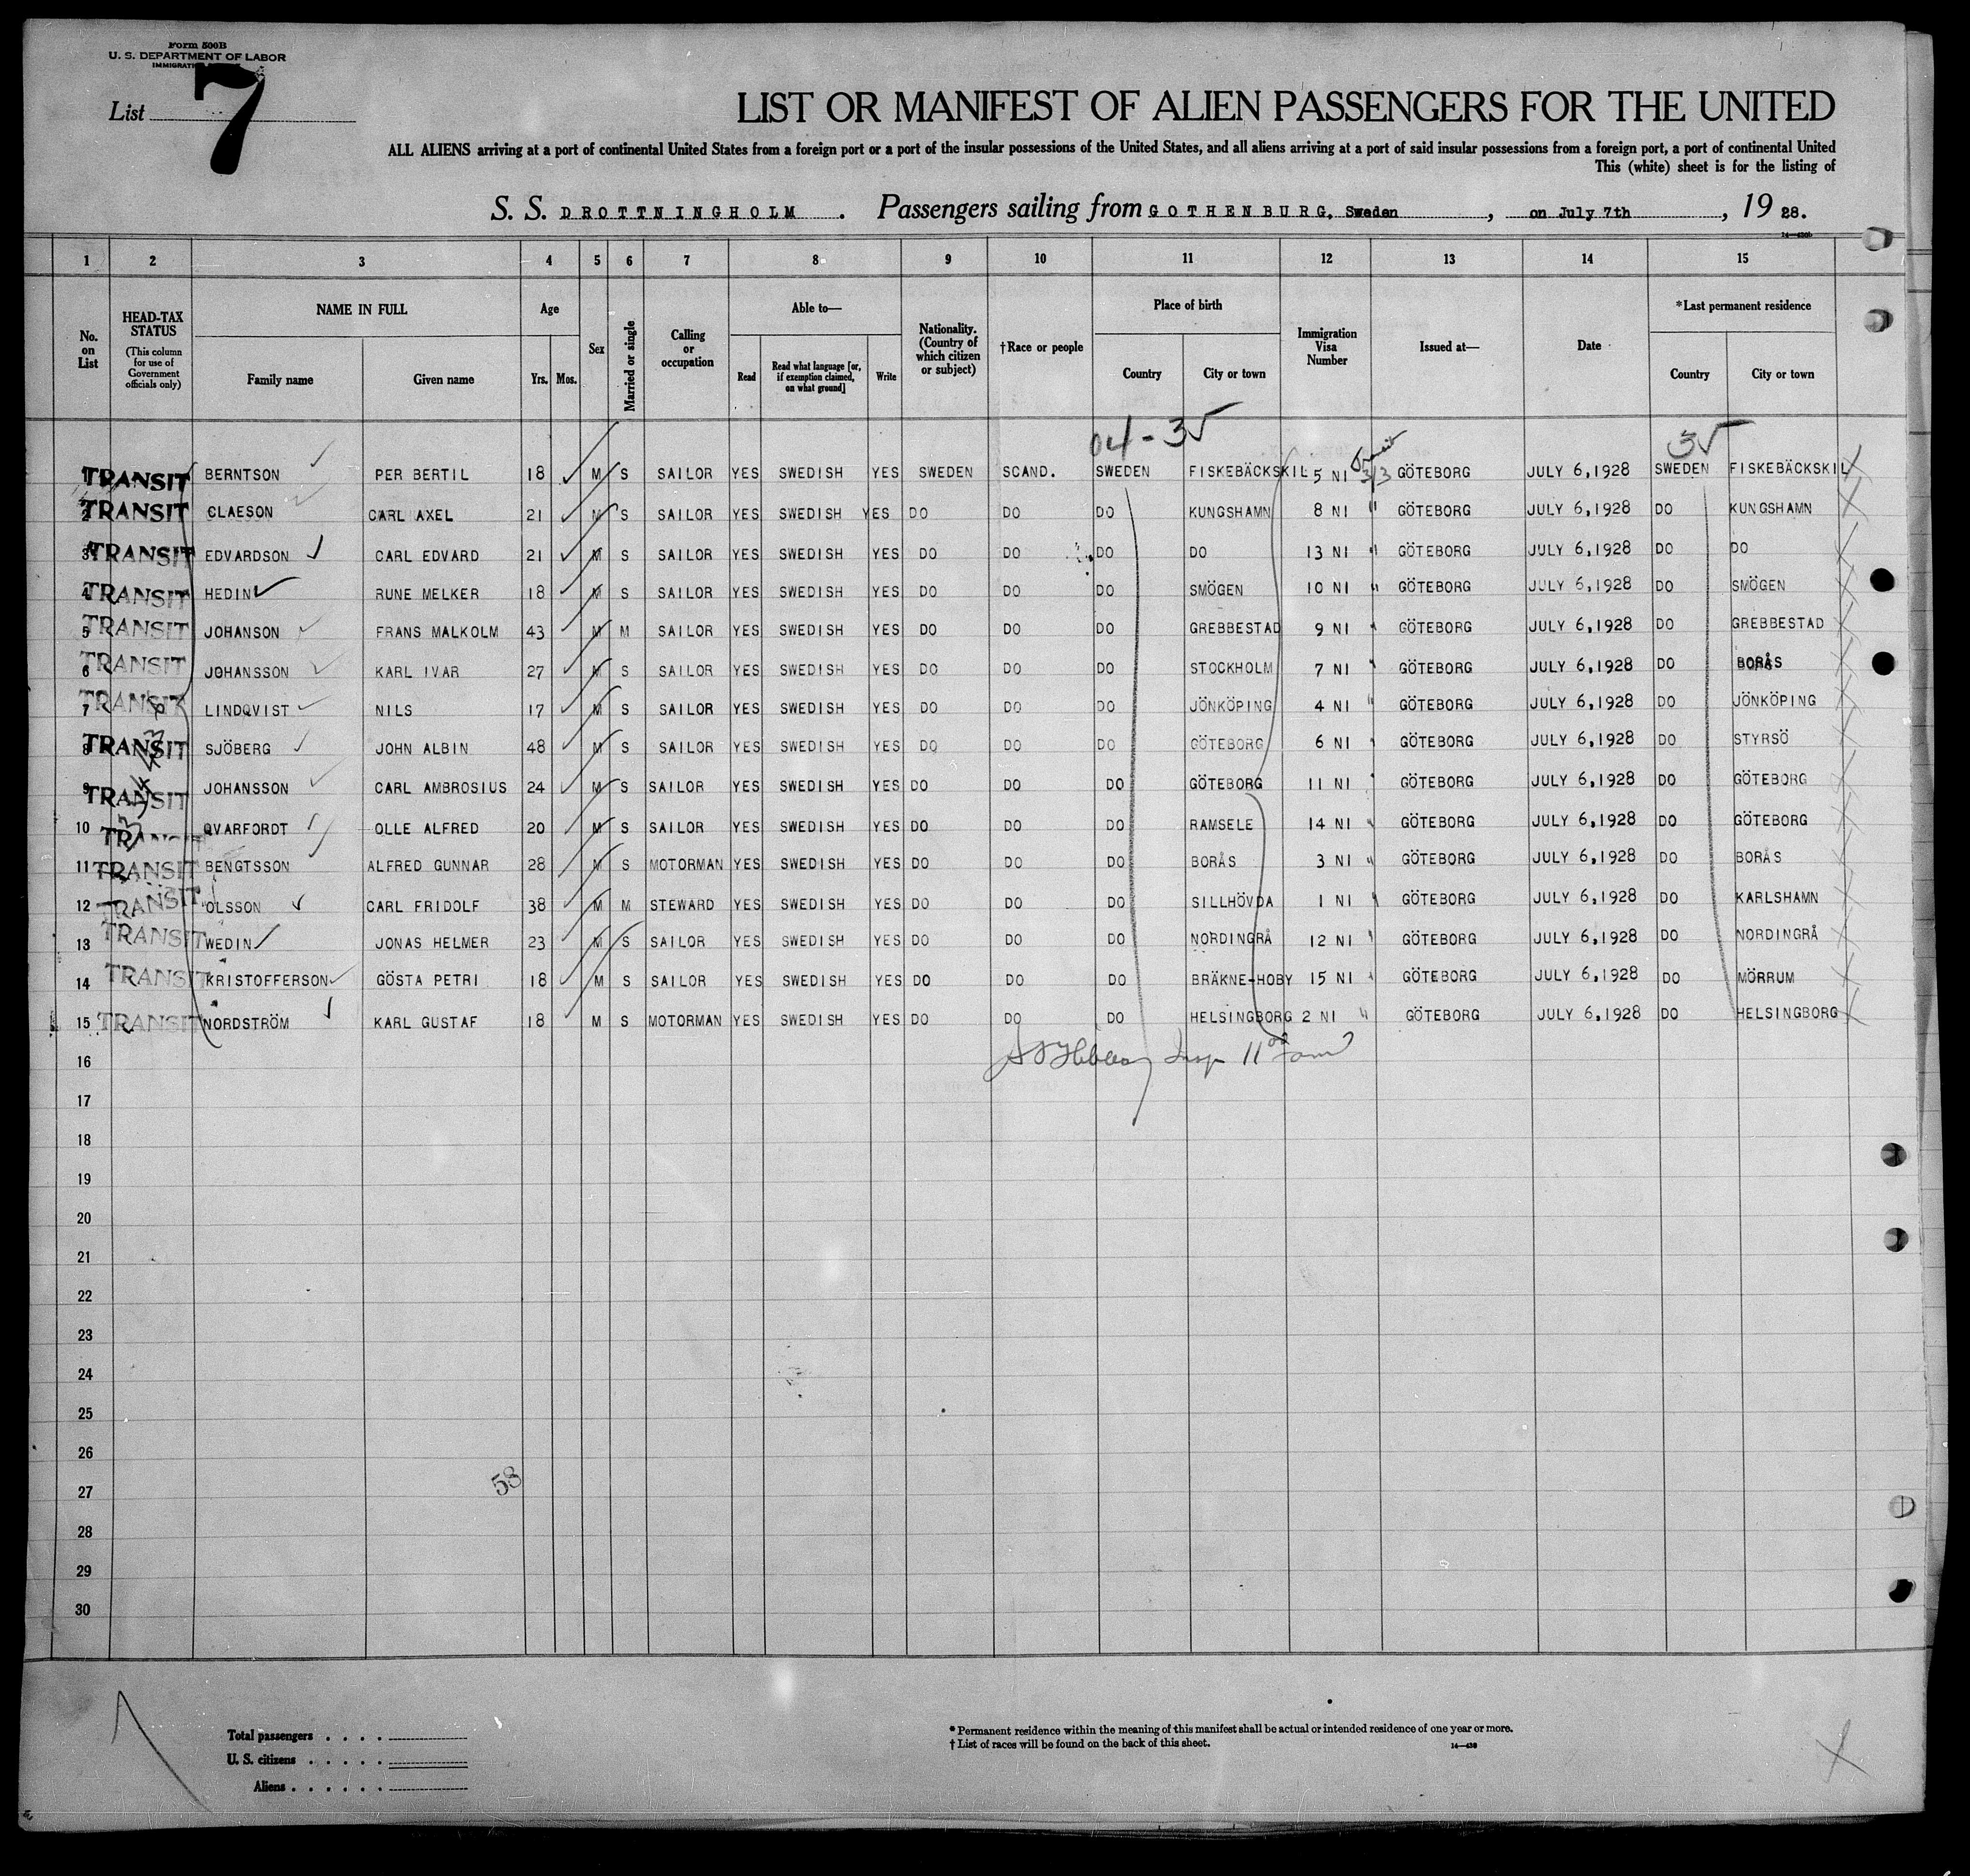 Form 500B
U. S. DEPARTMENT OF LABOR
List 7
LIST OR MANIFEST OF ALIEN PASSENGERS FOR THE UNITED
ALL ALIENS arriving at a port of continental United States from a foreign port or a port of the insular possessions of the United States, and all aliens arriving at a port of said insular possessions from a foreign port, a port of continental United
This (white) sheet is for the listing of
S. S. DROTTNINGHOLM. Passengers sailing from GOTHENBURG, Sweden, on July 7th, 19 28.
1 2 3 4 5 6 7 8 9 10 11 12 13 14 15
No. on List
HEAD-TAX STATUS (This column for use of Government officials only)
NAME IN FULL
Family name Given name
Age
Yrs. Mos.
Sex
Married or single
Calling or occupation
Able to—
Read
Read what language [or, if exemption claimed, on what ground]
Write
Nationality. (Country of which citizen or subject)
†Race or people
Place of birth
Country City or town
Immigration Visa Number
Issued at—
Date
*Last permanent residence
Country City or town
04-3
1 TRANSIT BERNTSON PER BERTIL 18 M S SAILOR YES SWEDISH YES SWEDEN SCAND. SWEDEN FISKEBÄCKSKIL 5 NI 3/3 GÖTEBORG JULY 6,1928 SWEDEN FISKEBÄCKSKIL
2 TRANSIT CLAESON CARL AXEL 21 M S SAILOR YES SWEDISH YES DO DO DO KUNGSHAMN 8 NI " GÖTEBORG JULY 6,1928 DO KUNGSHAMN
3 TRANSIT EDVARDSON CARL EDVARD 21 M S SAILOR YES SWEDISH YES DO DO DO DO 13 NI " GÖTEBORG JULY 6,1928 DO DO
4 TRANSIT HEDIN RUNE MELKER 18 M S SAILOR YES SWEDISH YES DO DO DO SMÖGEN 10 NI " GÖTEBORG JULY 6,1928 DO SMÖGEN
5 TRANSIT JOHANSON FRANS MALKOLM 43 M M SAILOR YES SWEDISH YES DO DO DO GREBBESTAD 9 NI " GÖTEBORG JULY 6,1928 DO GREBBESTAD
6 TRANSIT JOHANSSON KARL IVAR 27 M S SAILOR YES SWEDISH YES DO DO DO STOCKHOLM 7 NI " GÖTEBORG JULY 6,1928 DO BORÅS
7 TRANSIT LINDQVIST NILS 17 M S SAILOR YES SWEDISH YES DO DO DO JÖNKÖPING 4 NI " GÖTEBORG JULY 6,1928 DO JÖNKÖPING
8 TRANSIT SJÖBERG JOHN ALBIN 48 M S SAILOR YES SWEDISH YES DO DO DO GÖTEBORG 6 NI " GÖTEBORG JULY 6,1928 DO STYRSÖ
9 TRANSIT JOHANSSON CARL AMBROSIUS 24 M S SAILOR YES SWEDISH YES DO DO DO GÖTEBORG 11 NI " GÖTEBORG JULY 6,1928 DO GÖTEBORG
10 TRANSIT QVARFORDT OLLE ALFRED 20 M S SAILOR YES SWEDISH YES DO DO DO RAMSELE 14 NI " GÖTEBORG JULY 6,1928 DO GÖTEBORG
11 TRANSIT BENGTSSON ALFRED GUNNAR 28 M S MOTORMAN YES SWEDISH YES DO DO DO BORÅS 3 NI " GÖTEBORG JULY 6,1928 DO BORÅS
12 TRANSIT OLSSON CARL FRIDOLF 38 M M STEWARD YES SWEDISH YES DO DO DO SILLHÖVDA 1 NI " GÖTEBORG JULY 6,1928 DO KARLSHAMN
13 TRANSIT WEDIN JONAS HELMER 23 M S SAILOR YES SWEDISH YES DO DO DO NORDINGRÅ 12 NI " GÖTEBORG JULY 6,1928 DO NORDINGRÅ
14 TRANSIT KRISTOFFERSON GÖSTA PETRI 18 M S SAILOR YES SWEDISH YES DO DO DO BRÄKNE-HOBY 15 NI " GÖTEBORG JULY 6,1928 DO MÖRRUM
15 TRANSIT NORDSTRÖM KARL GUSTAF 18 M S MOTORMAN YES SWEDISH YES DO DO DO HELSINGBORG 2 NI " GÖTEBORG JULY 6,1928 DO HELSINGBORG
16
17
18
19
20
21
22
23
24
25
26
27
28
29
30
58
Total passengers . . . .
U. S. citizens . . . . .
Aliens . . . . . .
* Permanent residence within the meaning of this manifest shall be actual or intended residence of one year or more.
† List of races will be found on the back of this sheet.